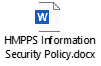 W
HMPPS Information
Security Policy.docx